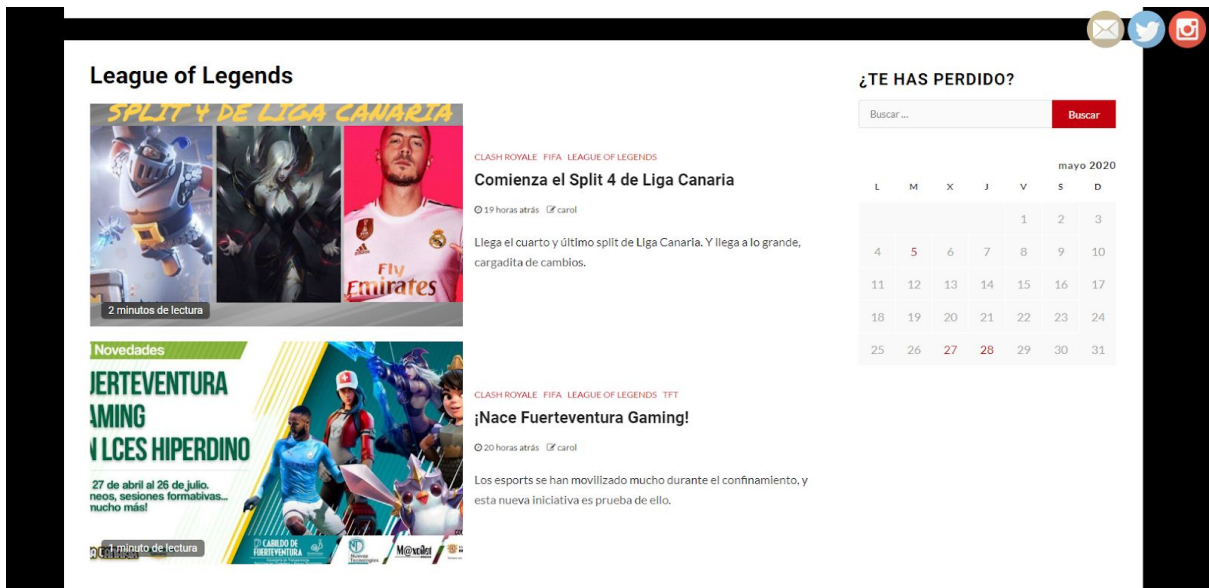 League of Legends
SPLIT 4 DE LIGA CANARIA
Fly
Emirates
2 minutos de lectura
CLASH ROYALE FIFA LEAGUE OF LEGENDS
Comienza el Split 4 de Liga Canaria
19 horas atrás carol
Llega el cuarto y último split de Liga Canaria. Y llega a lo grande,
cargadita de cambios.
Novedades
UERTEVENTURA
AMING
N LCES HIPERDINO
27 de abril al 26 de julio.
neos, sesiones formativas...
mucho más!
CABILDO DE
FUERTEVENTURA
Nuevas
Tecnologías
1 minuto de lectura
CLASH ROYALE FIFA LEAGUE OF LEGENDS TFT
¡Nace Fuerteventura Gaming!
20 horas atrás carol
Los esports se han movilizado mucho durante el confinamiento, y
esta nueva iniciativa es prueba de ello.
¿TE HAS PERDIDO?
Buscar ... Buscar
mayo 2020
L M X J V S D
1 2 3
4 5 6 7 8 9 10
11 12 13 14 15 16 17
18 19 20 21 22 23 24
25 26 27 28 29 30 31